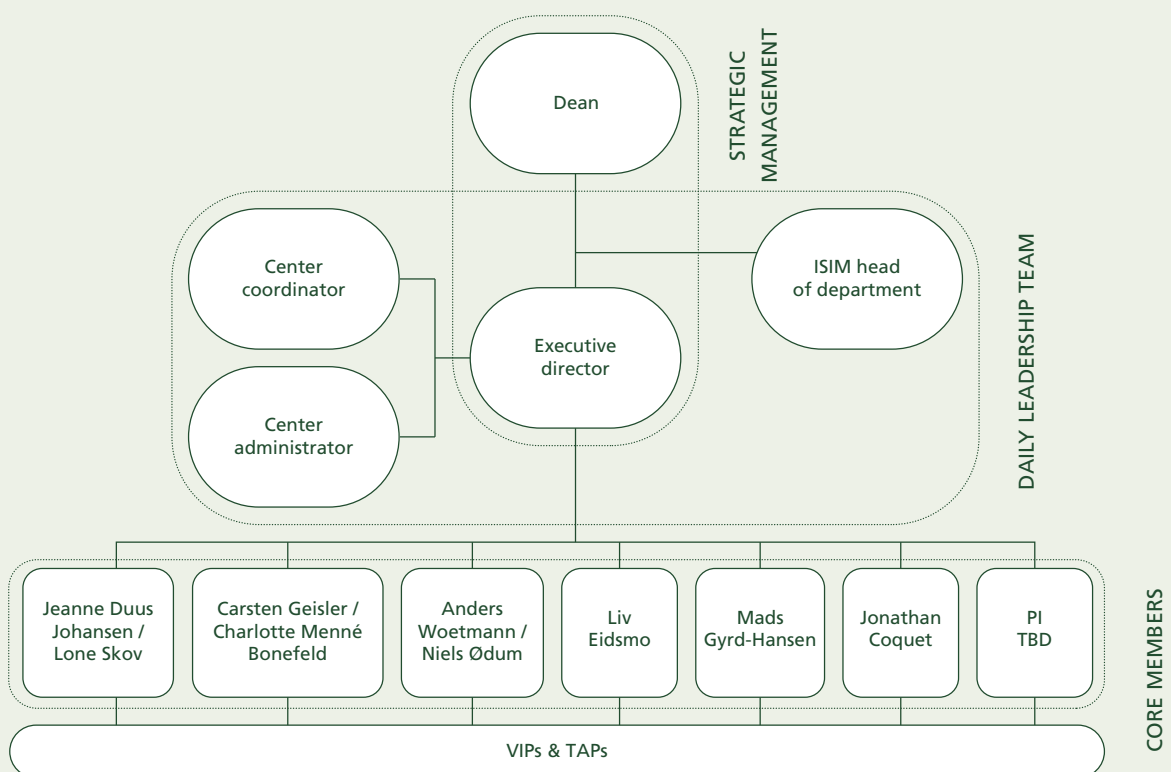 Dean
STRATEGIC
MANAGEMENT
Center
coordinator
ISIM head
of department
Executive
director
Center
administrator
DAILY LEADERSHIP TEAM
Jeanne Duus
Johansen /
Lone Skov
Carsten Geisler /
Charlotte Menné
Bonefeld
Anders
Woetmann /
Niels Ødum
Liv
Eidsmo
Mads
Gyrd-Hansen
Jonathan
Coquet
PI
TBD
CORE MEMBERS
VIPs & TAPs